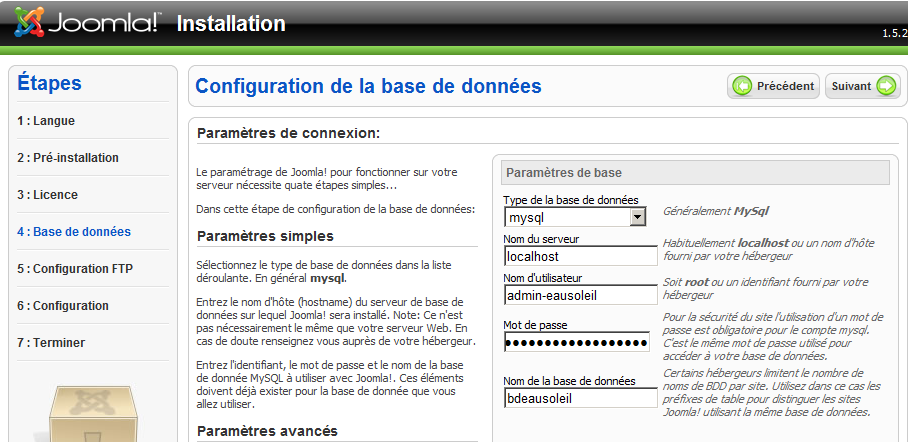 Joomla!™ Installation
1.5.2
Étapes
1 : Langue
2 : Pré-installation
3 : Licence
4 : Base de données
5 : Configuration FTP
6 : Configuration
7 : Terminer
Configuration de la base de données
Précédent
Suivant
Paramètres de connexion:
Le paramétrage de Joomla! pour fonctionner sur votre
serveur nécessite quate étapes simples...
Dans cette étape de configuration de la base de données:
Paramètres simples
Sélectionnez le type de base de données dans la liste
déroulante. En général mysql.
Entrez le nom d'hôte (hostname) du serveur de base de
données sur lequel Joomla! sera installé. Note: Ce n'est
pas nécessairement le même que votre serveur Web. En
cas de doute renseignez vous auprès de votre hébergeur.
Entrez l'identifiant, le mot de passe et le nom de la base
de donnée MySQL à utiliser avec Joomla!. Ces éléments
doivent déjà exister pour la base de donnée que vous
allez utiliser.
Paramètres avancés
Paramètres de base
Type de la base de données
mysql
Généralement MySql
Nom du serveur
localhost
Habituellement localhost ou un nom d'hôte
fourni par votre hébergeur
Nom d'utilisateur
admin-eausoleil
Soit root ou un identifiant fourni par votre
hébergeur
Mot de passe
••••••••••••••••••
Pour la sécurité du site l'utilisation d'un mot de
passe est obligatoire pour le compte mysql.
C'est le même mot de passe utilisé pour
accéder à votre base de données.
Nom de la base de données
bdeausoleil
Certains hébergeurs limitent le nombre de
noms de BDD par site. Utilisez dans ce cas les
préfixes de table pour distinguer les sites
Joomla! utilisant la même base de données.